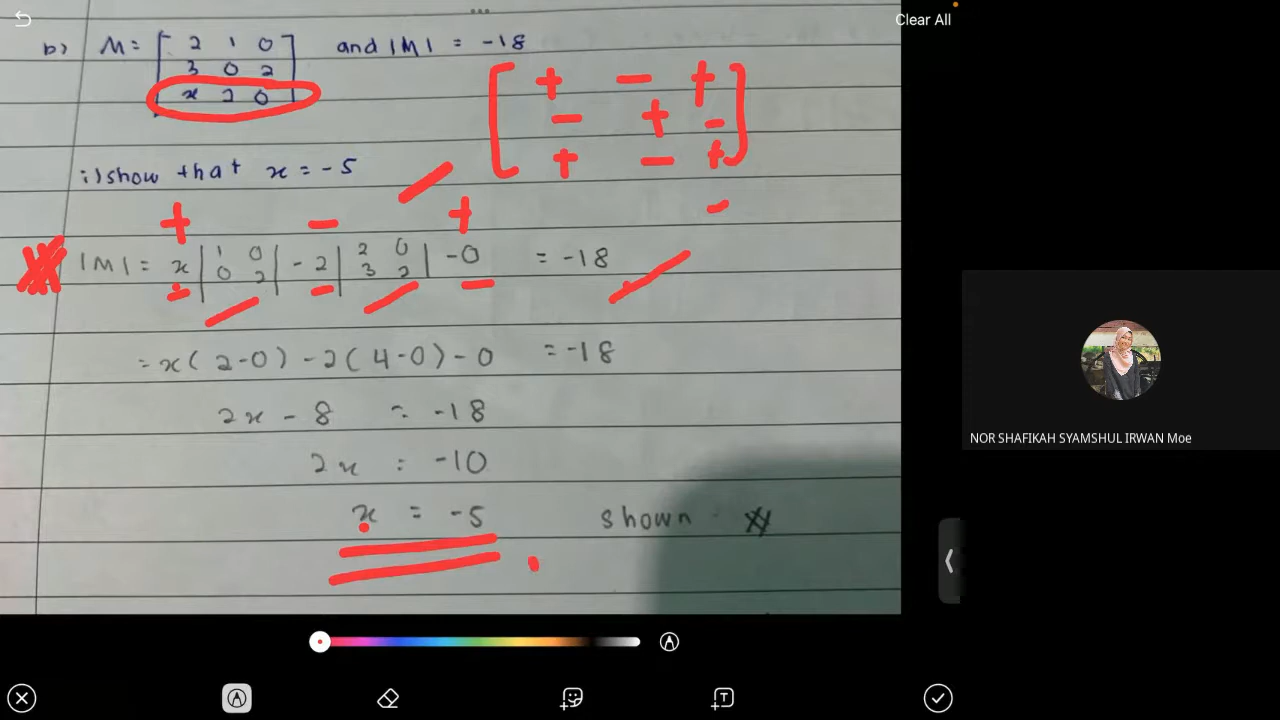 Clear All
b) M = [ 2 1 0 and |M| = -18
3 0 2
x 2 0 ]
[ + - +
- + -
+ - + ]
i) show that x = -5
+ - + -
|M| = x | 1 0 | - 2 | 2 0 | - 0 = -18
0 2 3 2
= x ( 2-0 ) - 2 ( 4-0 ) - 0 = -18
2x - 8 = -18
2x = -10
x = -5 shown
NOR SHAFIKAH SYAMSHUL IRWAN Moe